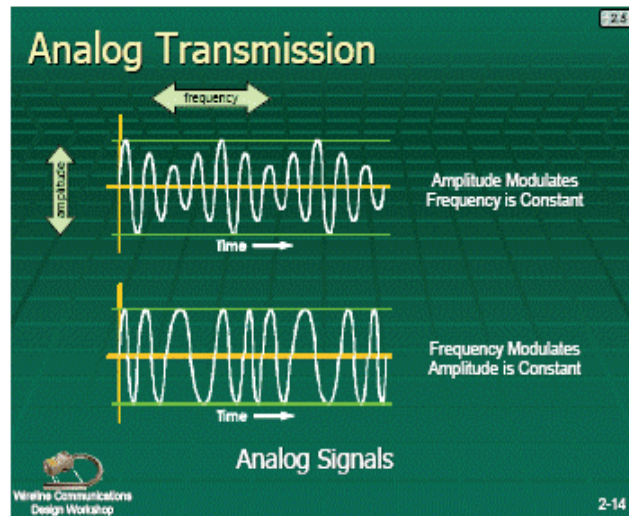 2.5
Analog Transmission
frequency
amplitude
Amplitude Modulates
Frequency is Constant
Time
Frequency Modulates
Amplitude is Constant
Time
Analog Signals
Wireline Communications
Design Workshop
2-14